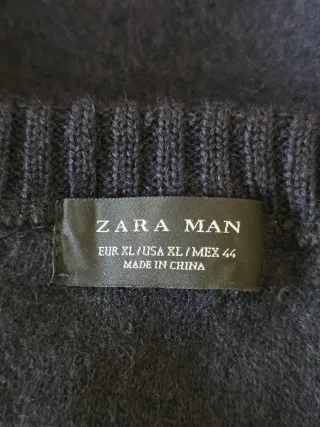 ZARA MAN
EUR XL / USA XL / MEX 44
MADE IN CHINA